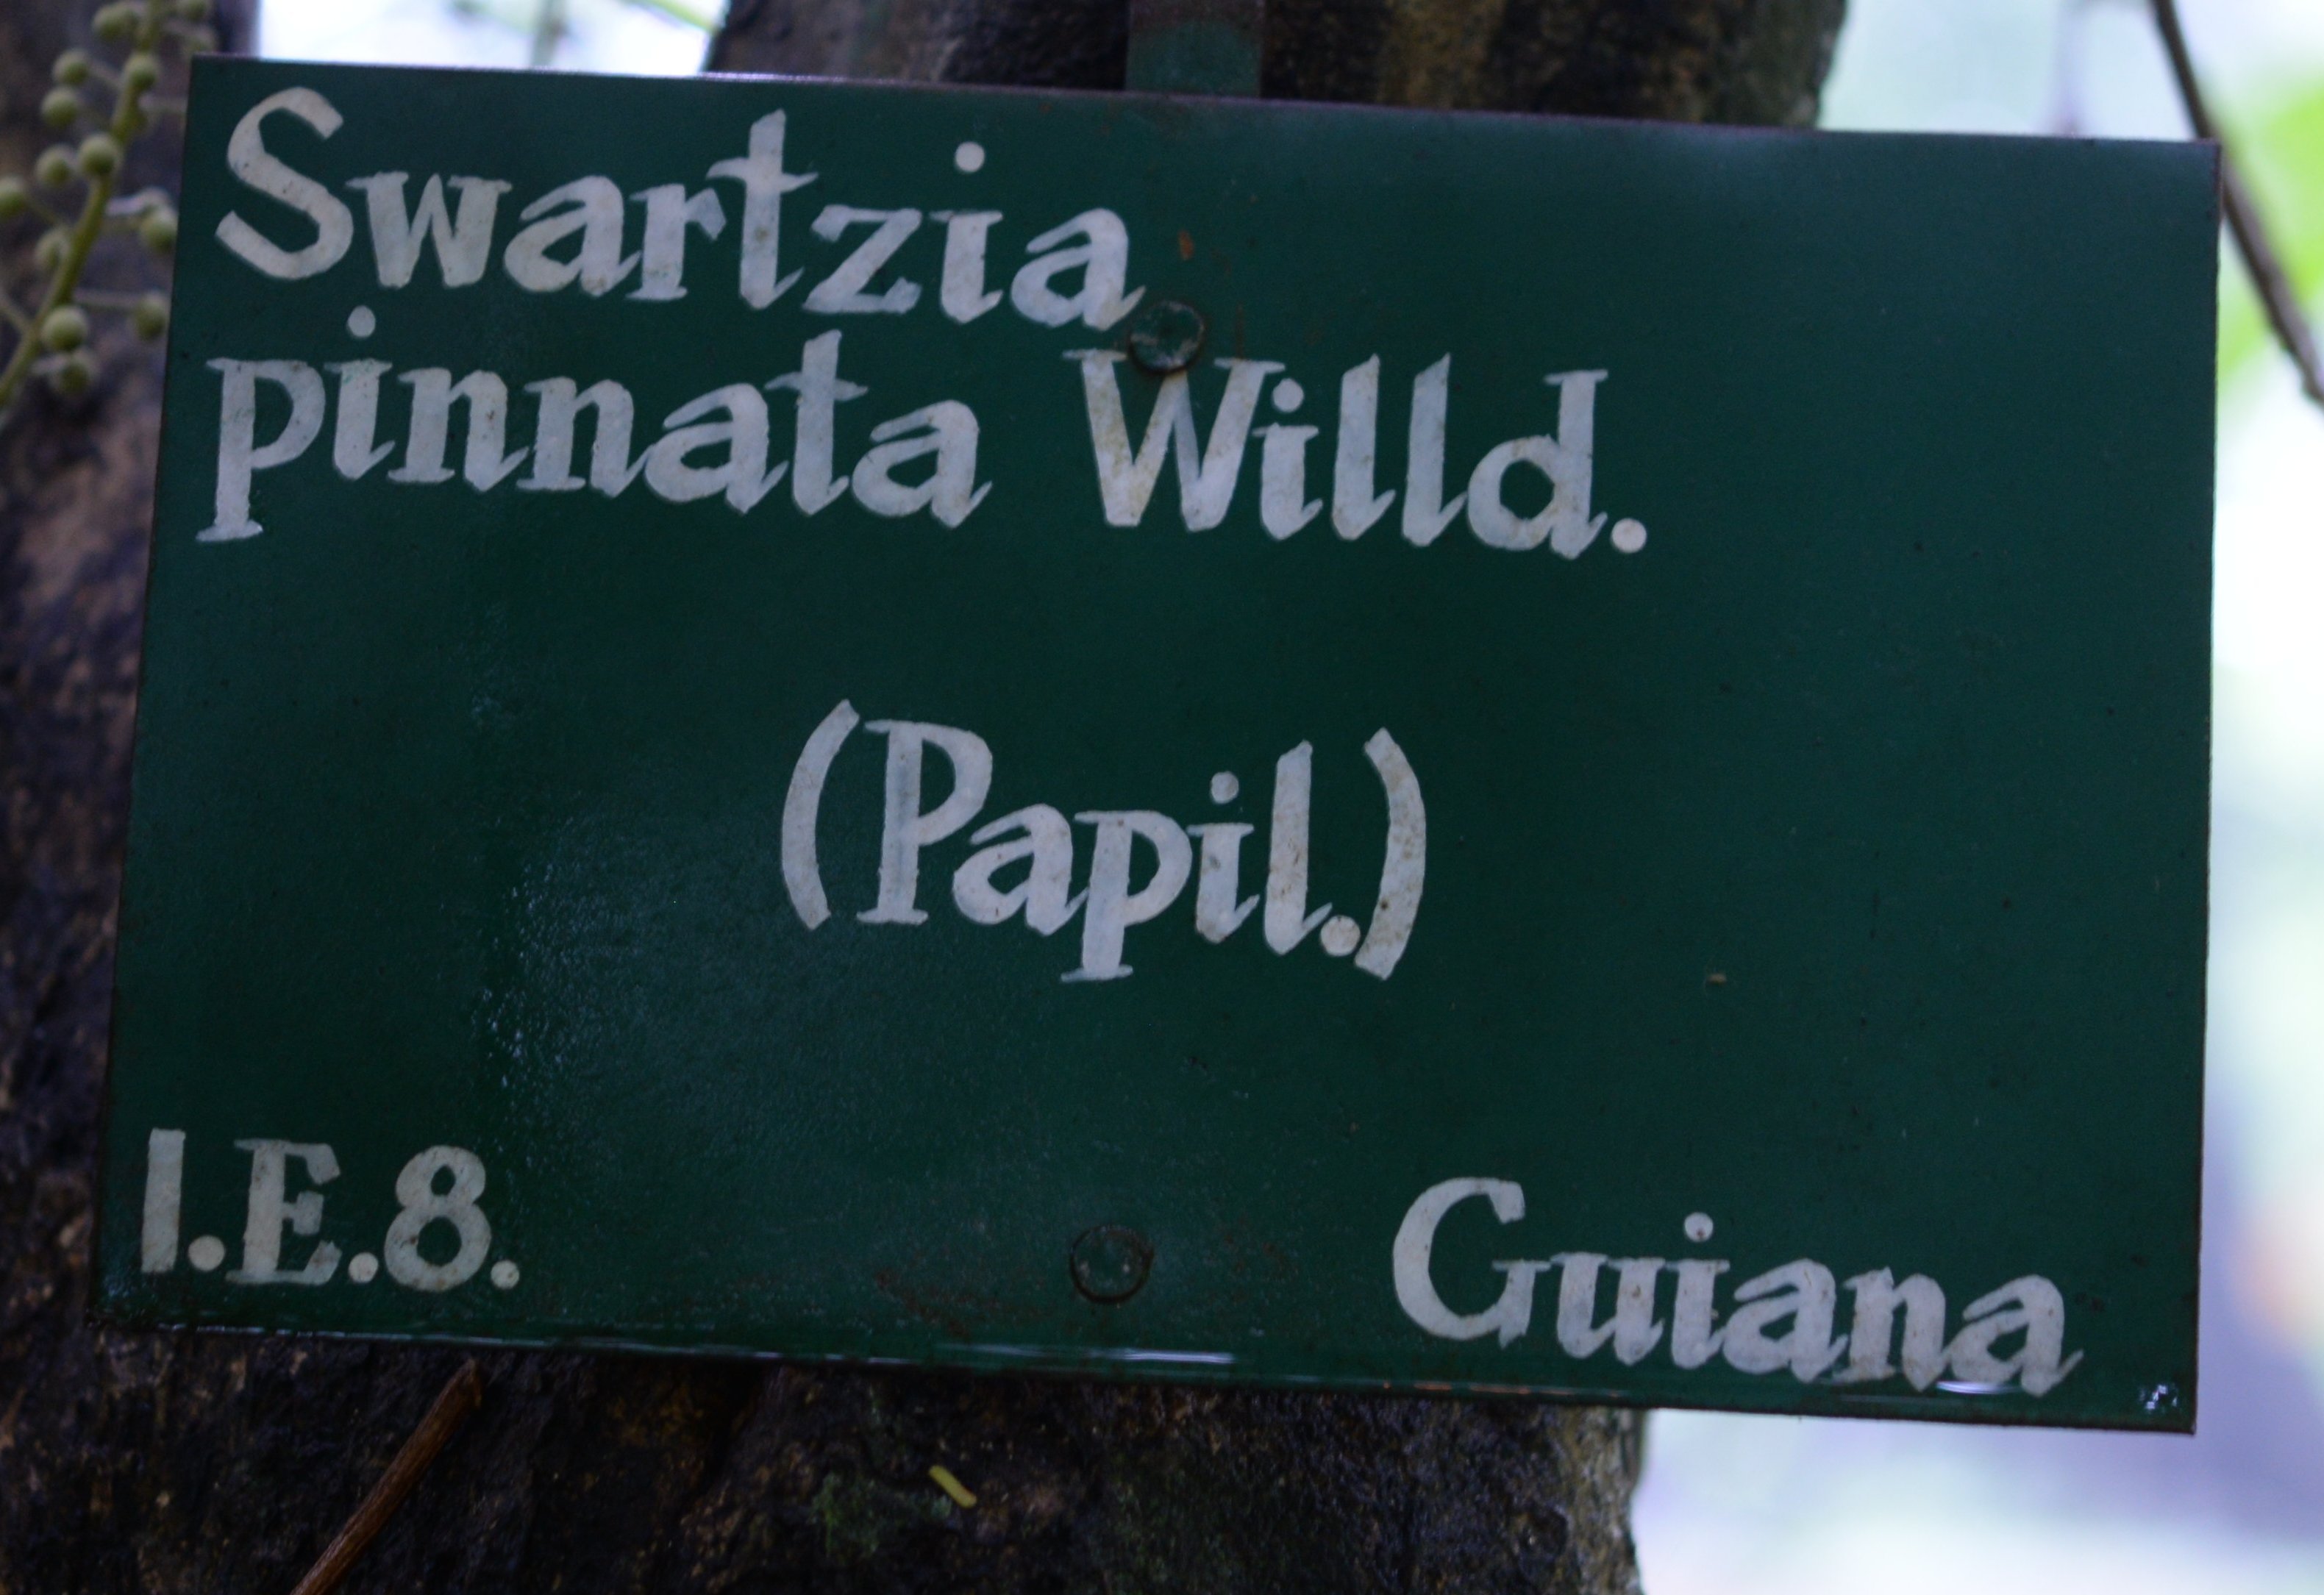 Swartzia
pinnata Willd.
(Papil.)
I.E.8.
Guiana